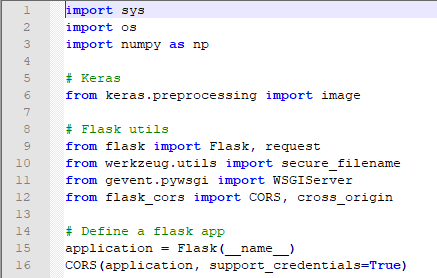 1 import sys
2 import os
3 import numpy as np
4
5 # Keras
6 from keras.preprocessing import image
7
8 # Flask utils
9 from flask import Flask, request
10 from werkzeug.utils import secure_filename
11 from gevent.pywsgi import WSGIServer
12 from flask_cors import CORS, cross_origin
13
14 # Define a flask app
15 application = Flask(__name__)
16 CORS(application, support_credentials=True)